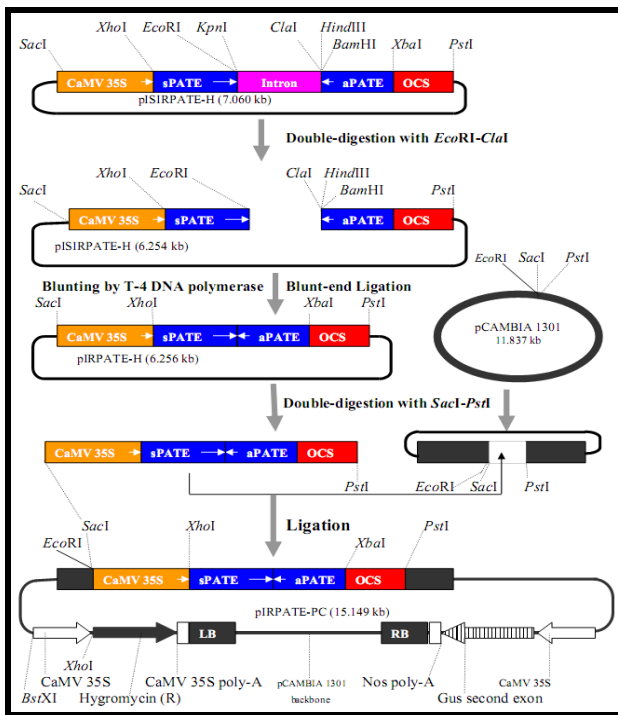 XhoI EcoRI KpnI ClaI HindIII
SacI BamHI XbaI PstI
CaMV 35S sPATE Intron aPATE OCS
pISIRPATE-H (7.060 kb)
Double-digestion with EcoRI-ClaI
XhoI EcoRI ClaI HindIII
SacI BamHI PstI
CaMV 35S sPATE aPATE OCS
pISIRPATE-H (6.254 kb)
EcoRI SacI PstI
Blunting by T-4 DNA polymerase Blunt-end Ligation
SacI XhoI XbaI PstI
CaMV 35S sPATE aPATE OCS
pIRPATE-H (6.256 kb)
pCAMBIA 1301
11.837 kb
Double-digestion with SacI-PstI
CaMV 35S sPATE aPATE OCS
PstI EcoRI SacI PstI
Ligation
EcoRI SacI XhoI XbaI PstI
CaMV 35S sPATE aPATE OCS
pIRPATE-PC (15.149 kb)
LB RB
XhoI
BstXI CaMV 35S CaMV 35S poly-A pCAMBIA 1301 Nos poly-A CaMV 35S
Hygromycin (R) backbone Gus second exon